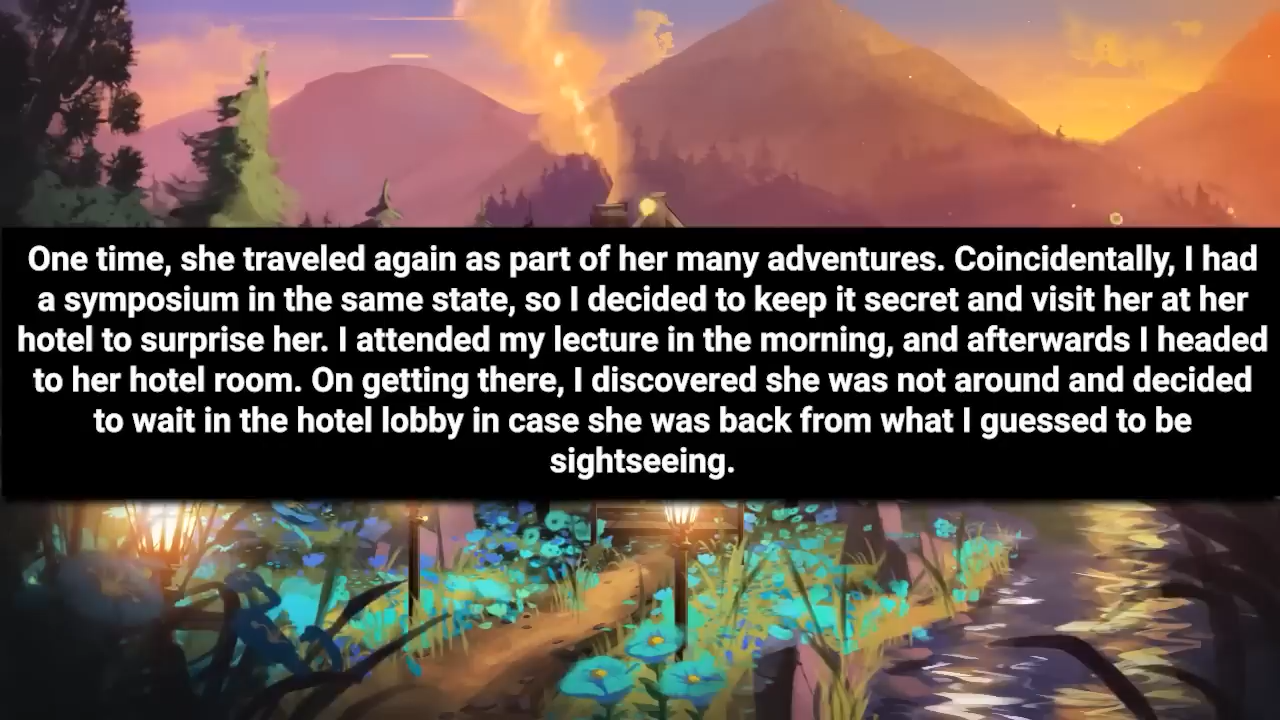 One time, she traveled again as part of her many adventures. Coincidentally, I had
a symposium in the same state, so I decided to keep it secret and visit her at her
hotel to surprise her. I attended my lecture in the morning, and afterwards I headed
to her hotel room. On getting there, I discovered she was not around and decided
to wait in the hotel lobby in case she was back from what I guessed to be
sightseeing.